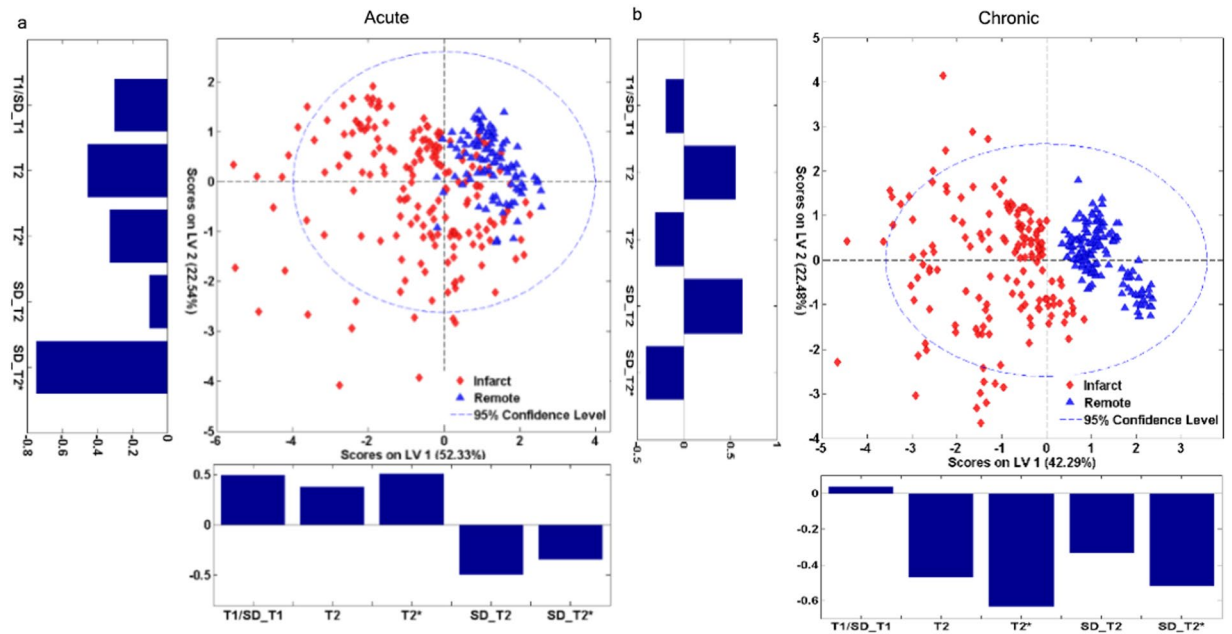 a
Acute
b
Chronic
T1/SD_T1
T2
T2*
SD_T2
SD_T2*
-0.8
-0.6
-0.4
-0.2
0
Scores on LV 2 (22.54%)
2
1
0
-1
-2
-3
-4
-5
Infarct
Remote
95% Confidence Level
-6
-4
-2
0
2
4
Scores on LV 1 (52.33%)
0.5
0
-0.5
T1/SD_T1
T2
T2*
SD_T2
SD_T2*
T1/SD_T1
T2
T2*
SD_T2
SD_T2*
-0.5
0
0.5
1
Scores on LV 2 (22.48%)
5
4
3
2
1
0
-1
-2
-3
-4
Infarct
Remote
95% Confidence Level
-5
-4
-3
-2
-1
0
1
2
3
Scores on LV 1 (42.29%)
0
-0.2
-0.4
-0.6
T1/SD_T1
T2
T2*
SD_T2
SD_T2*